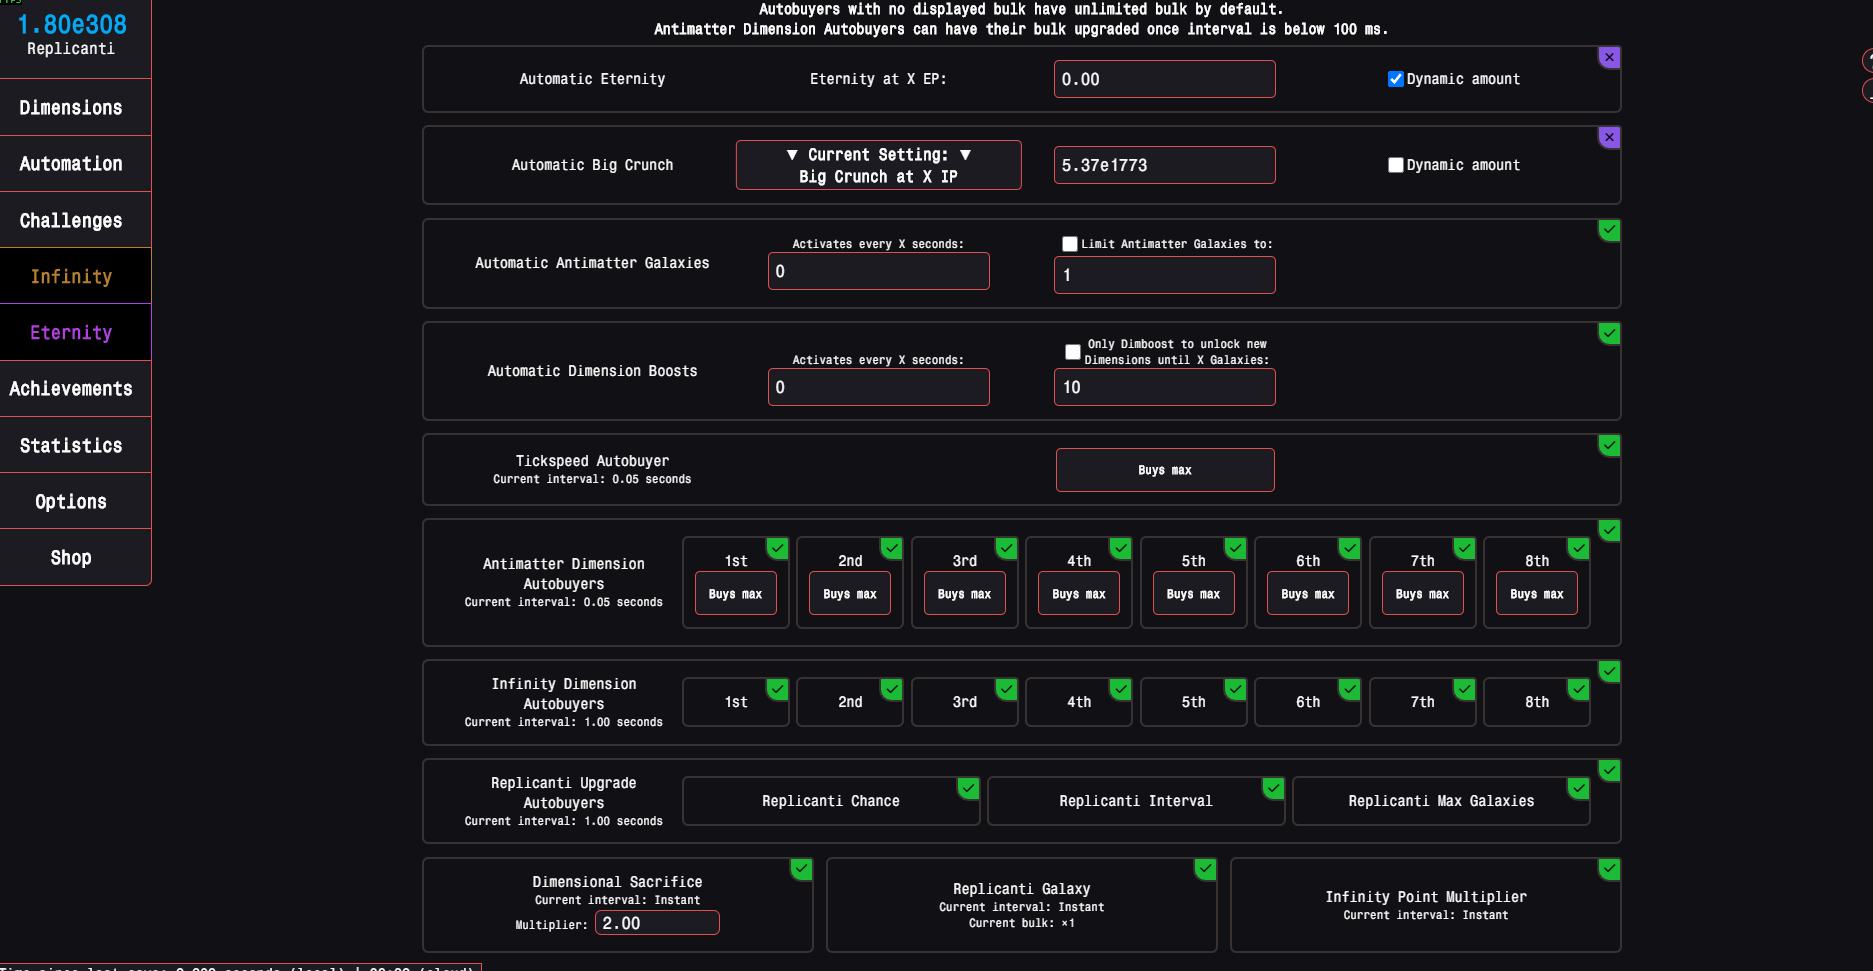 1.80e308
Replicanti
Dimensions
Automation
Challenges
Infinity
Eternity
Achievements
Statistics
Options
Shop
Autobuyers with no displayed bulk have unlimited bulk by default.
Antimatter Dimension Autobuyers can have their bulk upgraded once interval is below 100 ms.
Automatic Eternity
Eternity at X EP:
0.00
Dynamic amount
Automatic Big Crunch
▼ Current Setting: ▼
Big Crunch at X IP
5.37e1773
Dynamic amount
Automatic Antimatter Galaxies
Activates every X seconds:
0
Limit Antimatter Galaxies to:
1
Automatic Dimension Boosts
Activates every X seconds:
0
Only Dimboost to unlock new
Dimensions until X Galaxies:
10
Tickspeed Autobuyer
Current interval: 0.05 seconds
Buys max
Antimatter Dimension
Autobuyers
Current interval: 0.05 seconds
1st
Buys max
2nd
Buys max
3rd
Buys max
4th
Buys max
5th
Buys max
6th
Buys max
7th
Buys max
8th
Buys max
Infinity Dimension
Autobuyers
Current interval: 1.00 seconds
1st
2nd
3rd
4th
5th
6th
7th
8th
Replicanti Upgrade
Autobuyers
Current interval: 1.00 seconds
Replicanti Chance
Replicanti Interval
Replicanti Max Galaxies
Dimensional Sacrifice
Current interval: Instant
Multiplier: 2.00
Replicanti Galaxy
Current interval: Instant
Current bulk: ×1
Infinity Point Multiplier
Current interval: Instant